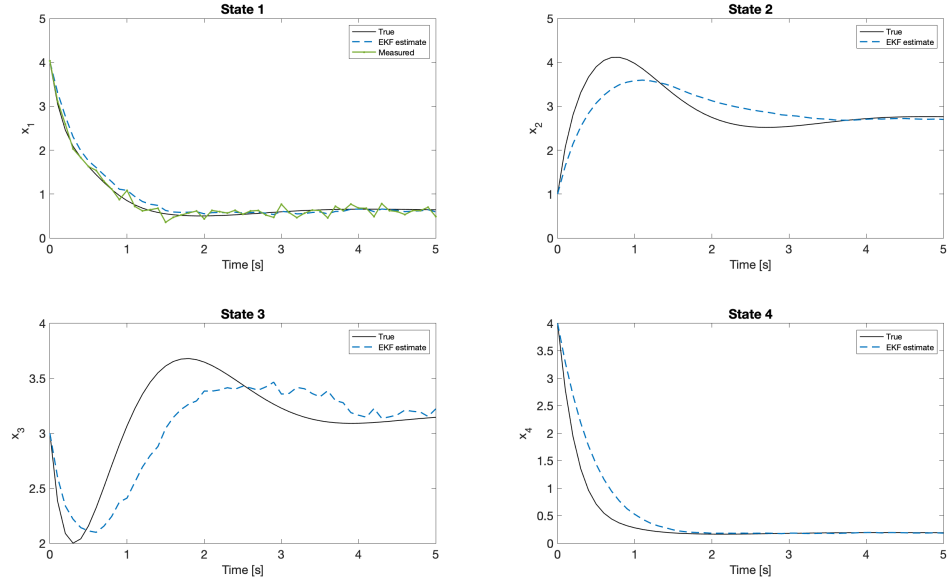 State 1
5
4
3
2
1
0
x1
0 1 2 3 4 5
Time [s]
True
EKF estimate
Measured
State 2
5
4
3
2
1
0
x2
0 1 2 3 4 5
Time [s]
True
EKF estimate
State 3
4
3.5
3
2.5
2
x3
0 1 2 3 4 5
Time [s]
True
EKF estimate
State 4
4
3.5
3
2.5
2
1.5
1
0.5
0
x4
0 1 2 3 4 5
Time [s]
True
EKF estimate